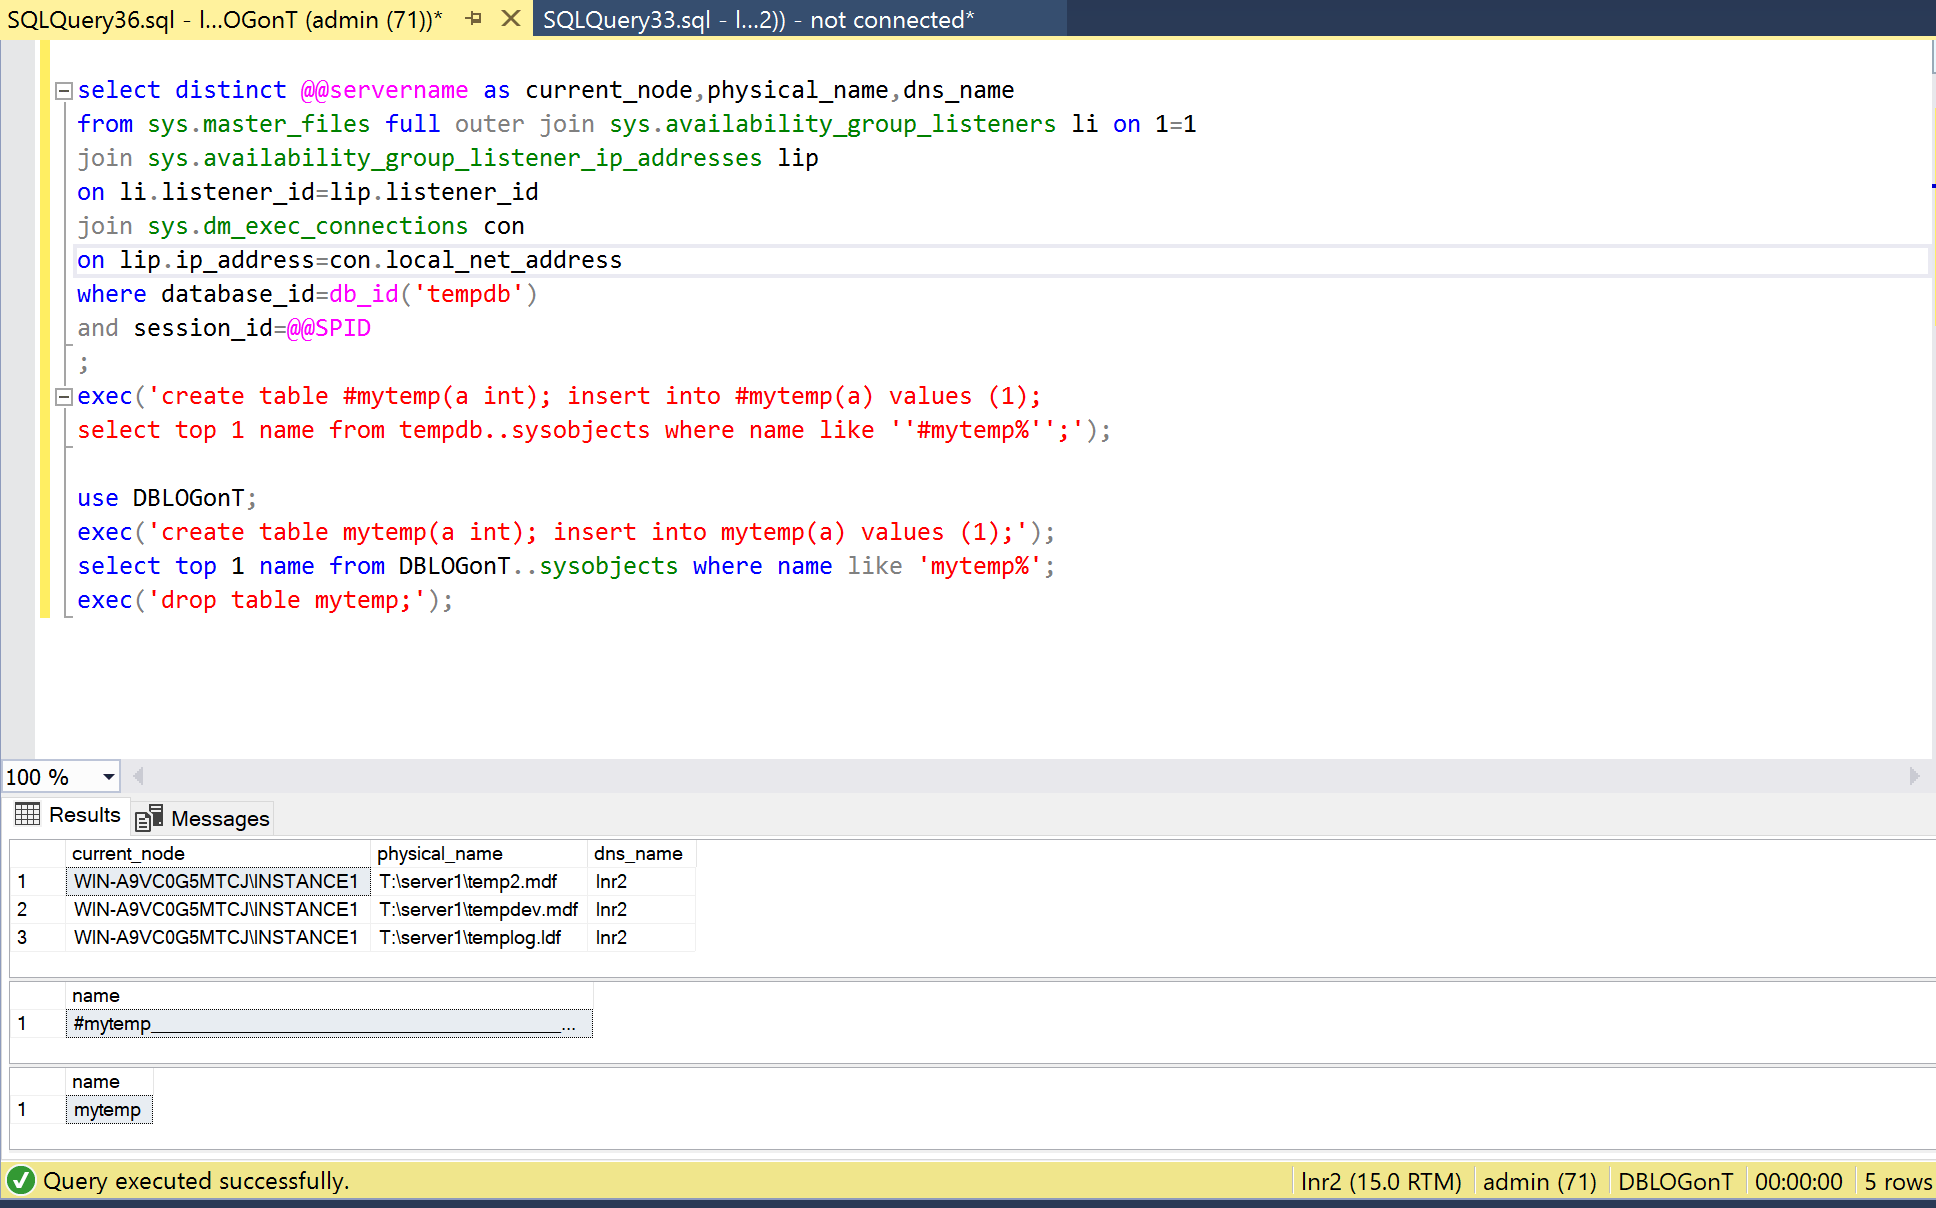 SQLQuery36.sql - l...OGonT (admin (71))* SQLQuery33.sql - l...2)) - not connected*
select distinct @@servername as current_node,physical_name,dns_name
from sys.master_files full outer join sys.availability_group_listeners li on 1=1
join sys.availability_group_listener_ip_addresses lip
on li.listener_id=lip.listener_id
join sys.dm_exec_connections con
on lip.ip_address=con.local_net_address
where database_id=db_id('tempdb')
and session_id=@@SPID
;
exec('create table #mytemp(a int); insert into #mytemp(a) values (1);
select top 1 name from tempdb..sysobjects where name like ''#mytemp%'';');
use DBLOGonT;
exec('create table mytemp(a int); insert into mytemp(a) values (1);');
select top 1 name from DBLOGonT..sysobjects where name like 'mytemp%';
exec('drop table mytemp;');
100 %
Results Messages
current_node physical_name dns_name
1 WIN-A9VC0G5MTCJ\INSTANCE1 T:\server1\temp2.mdf lnr2
2 WIN-A9VC0G5MTCJ\INSTANCE1 T:\server1\tempdev.mdf lnr2
3 WIN-A9VC0G5MTCJ\INSTANCE1 T:\server1\templog.ldf lnr2
name
1 #mytemp_________________________________________...
name
1 mytemp
Query executed successfully. lnr2 (15.0 RTM) admin (71) DBLOGonT 00:00:00 5 rows